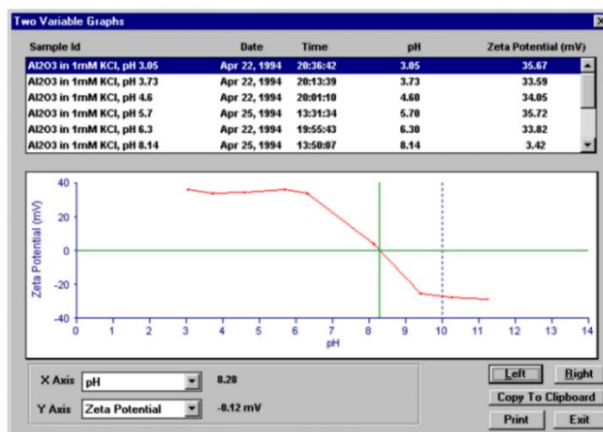 Two Variable Graphs
Sample Id Date Time pH Zeta Potential (mV)
Al2O3 in 1mM KCl, pH 3.05 Apr 22, 1994 20:36:42 3.05 35.67
Al2O3 in 1mM KCl, pH 3.73 Apr 22, 1994 20:13:39 3.73 33.59
Al2O3 in 1mM KCl, pH 4.6 Apr 22, 1994 20:01:10 4.60 34.05
Al2O3 in 1mM KCl, pH 5.7 Apr 25, 1994 13:31:34 5.70 35.72
Al2O3 in 1mM KCl, pH 6.3 Apr 22, 1994 19:55:43 6.30 33.82
Al2O3 in 1mM KCl, pH 8.14 Apr 25, 1994 13:50:07 8.14 3.42
Zeta Potential (mV)
40
20
0
-20
-40
0 1 2 3 4 5 6 7 8 9 10 11 12 13 14
pH
X Axis pH 8.28
Y Axis Zeta Potential -0.12 mV
Left Right
Copy To Clipboard
Print Exit